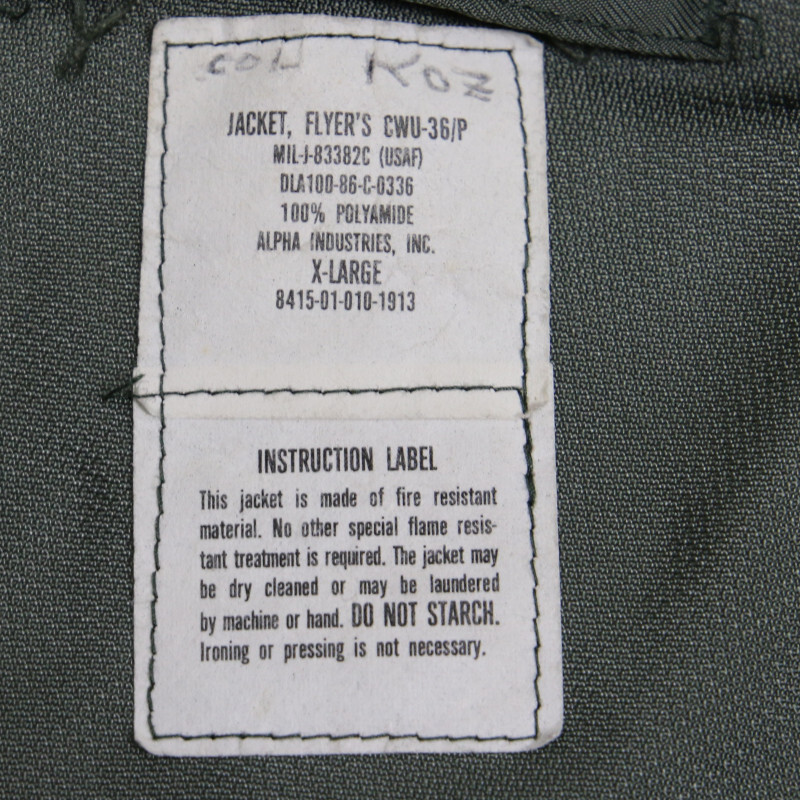 COL KOZ
JACKET, FLYER'S CWU-36/P
MIL-J-83382C (USAF)
DLA100-86-C-0336
100% POLYAMIDE
ALPHA INDUSTRIES, INC.
X-LARGE
8415-01-010-1913
INSTRUCTION LABEL
This jacket is made of fire resistant
material. No other special flame resis-
tant treatment is required. The jacket may
be dry cleaned or may be laundered
by machine or hand. DO NOT STARCH.
Ironing or pressing is not necessary.